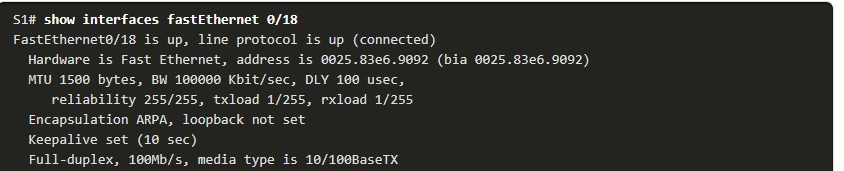 S1# show interfaces fastEthernet 0/18
FastEthernet0/18 is up, line protocol is up (connected)
Hardware is Fast Ethernet, address is 0025.83e6.9092 (bia 0025.83e6.9092)
MTU 1500 bytes, BW 100000 Kbit/sec, DLY 100 usec,
reliability 255/255, txload 1/255, rxload 1/255
Encapsulation ARPA, loopback not set
Keepalive set (10 sec)
Full-duplex, 100Mb/s, media type is 10/100BaseTX